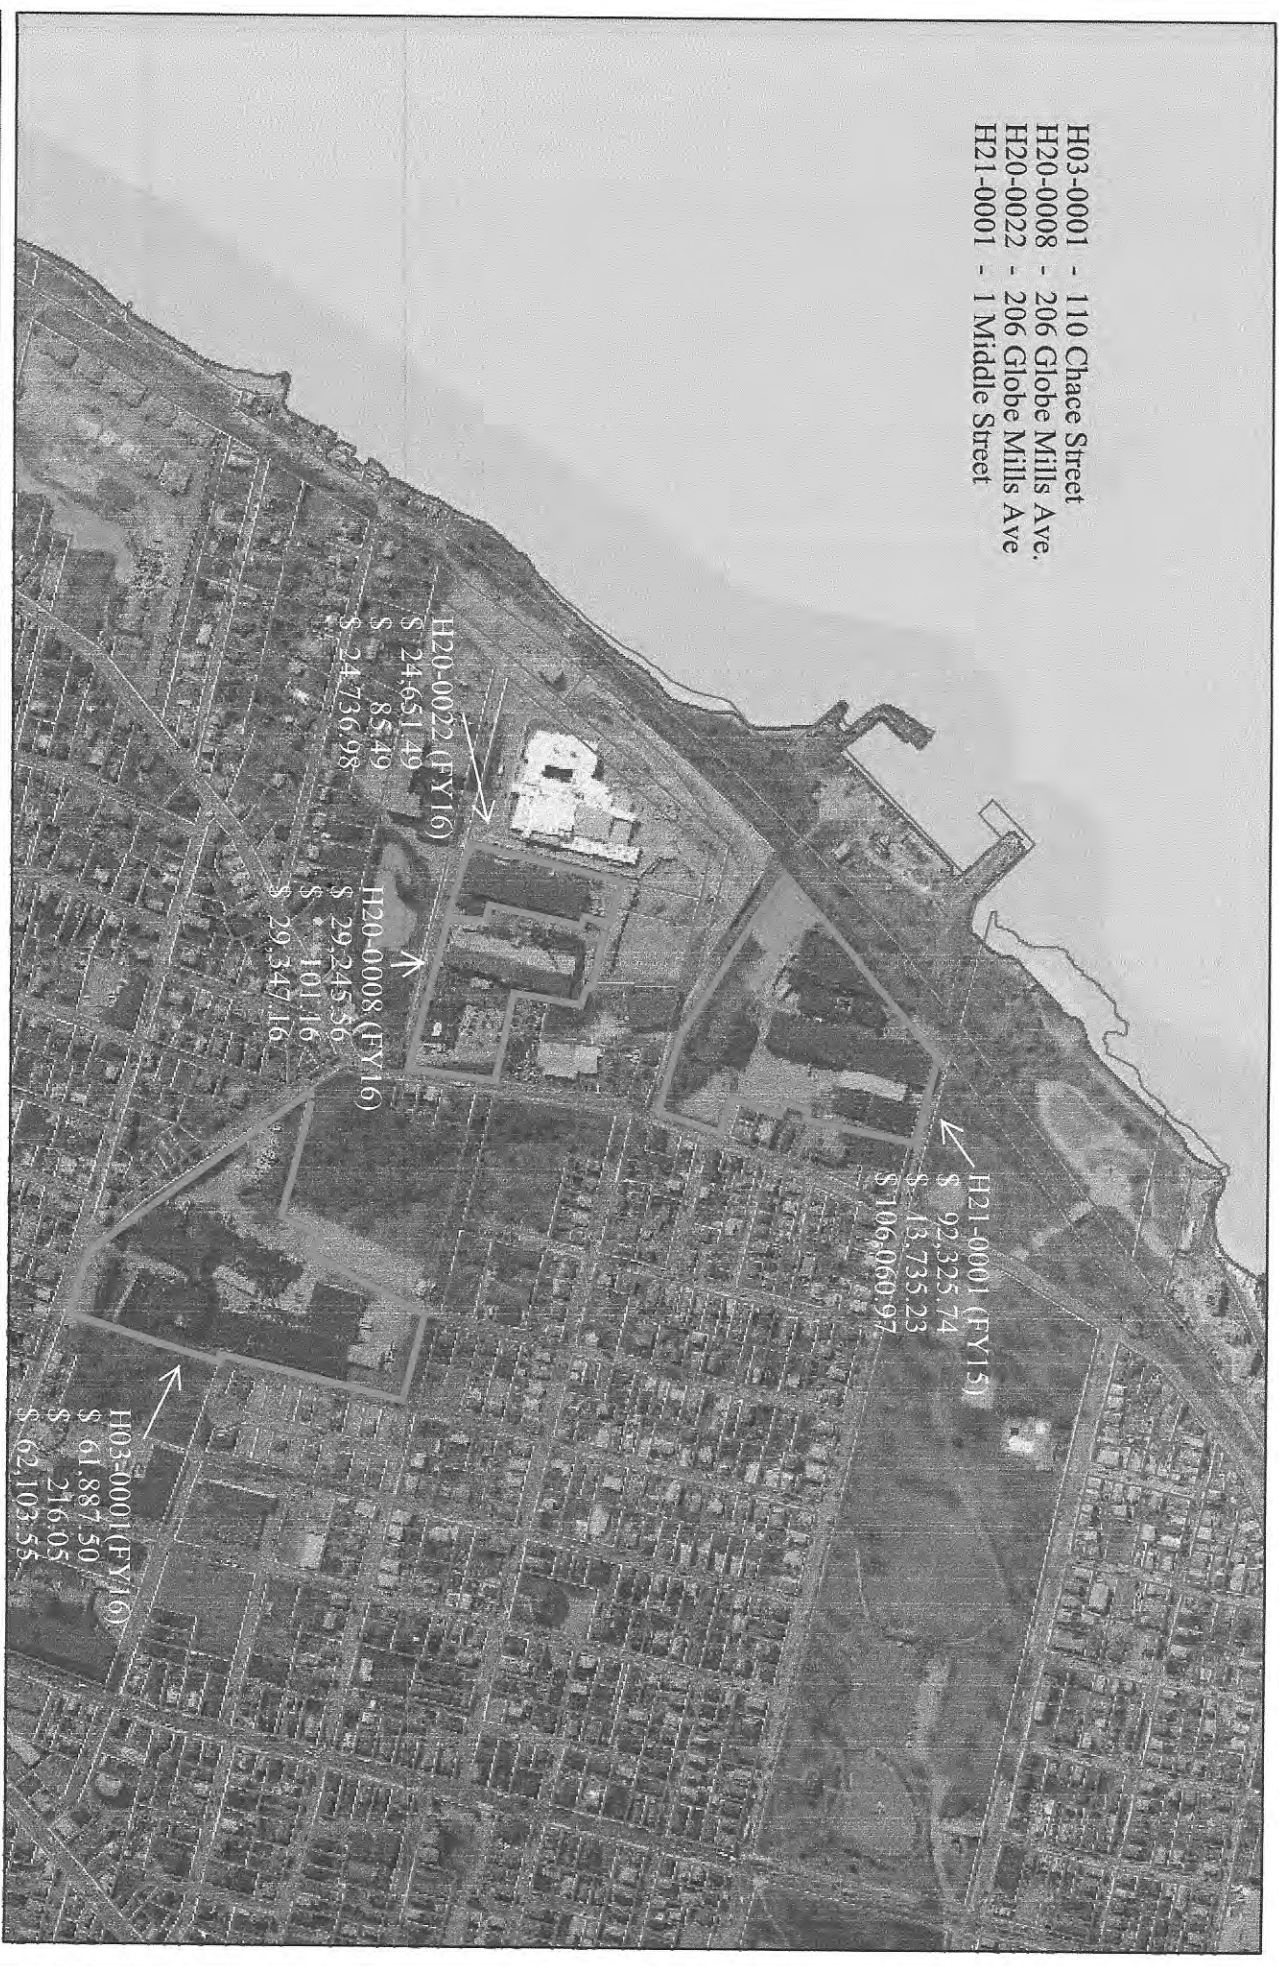 H03-0001 - 110 Chace Street
H20-0008 - 206 Globe Mills Ave.
H20-0022 - 206 Globe Mills Ave
H21-0001 - 1 Middle Street
H21-0001 (FY15)
$ 92,325.74
$ 13,735.23
$ 106,060.97
H20-0022 (FY16)
$ 24,651.49
$ 85.49
$ 24,736.98
H20-0008 (FY16)
$ 29,245.56
$ 101.16
$ 29,347.16
H03-0001 (FY16)
$ 61,887.50
$ 216.05
$ 62,103.55